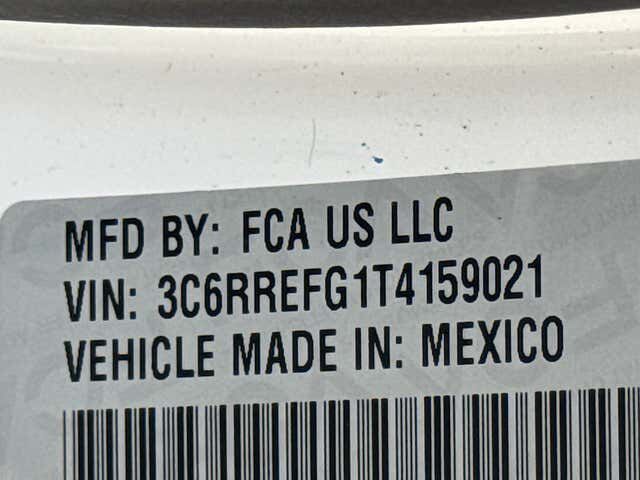 MFD BY: FCA US LLC
VIN: 3C6RREFG1T4159021
VEHICLE MADE IN: MEXICO